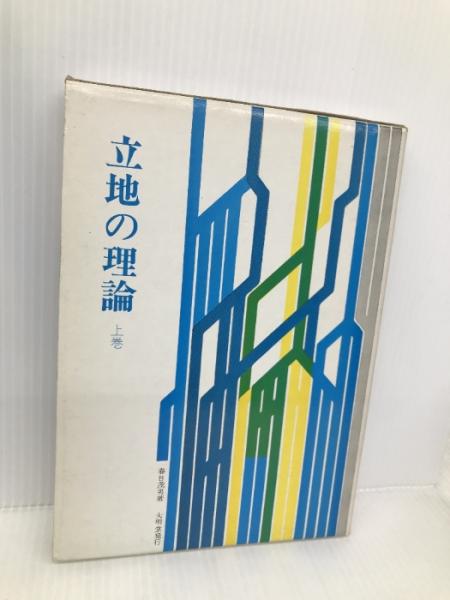 立地の理論
上巻
春日茂男著 大明堂発行